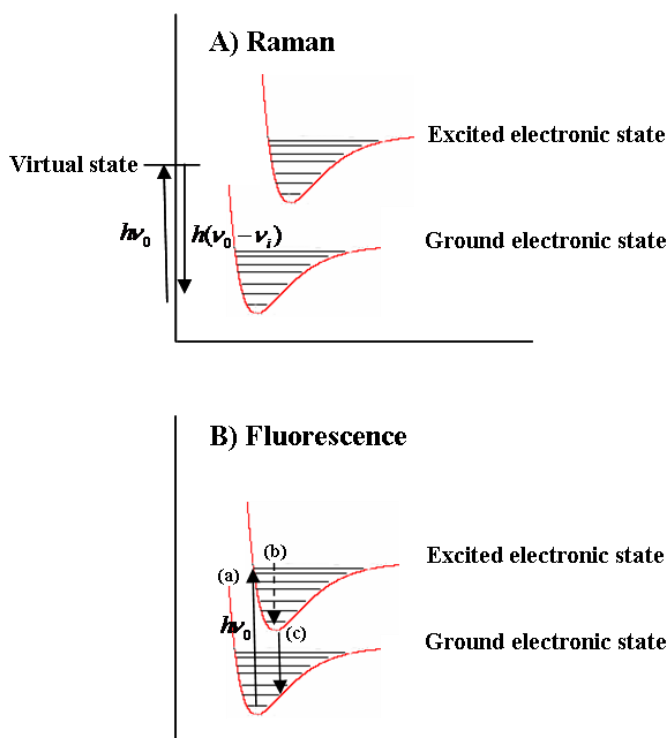 A) Raman
Excited electronic state
Virtual state
hν₀
h(ν₀ – νᵢ)
Ground electronic state
B) Fluorescence
(b)
Excited electronic state
(a)
hν₀
(c)
Ground electronic state